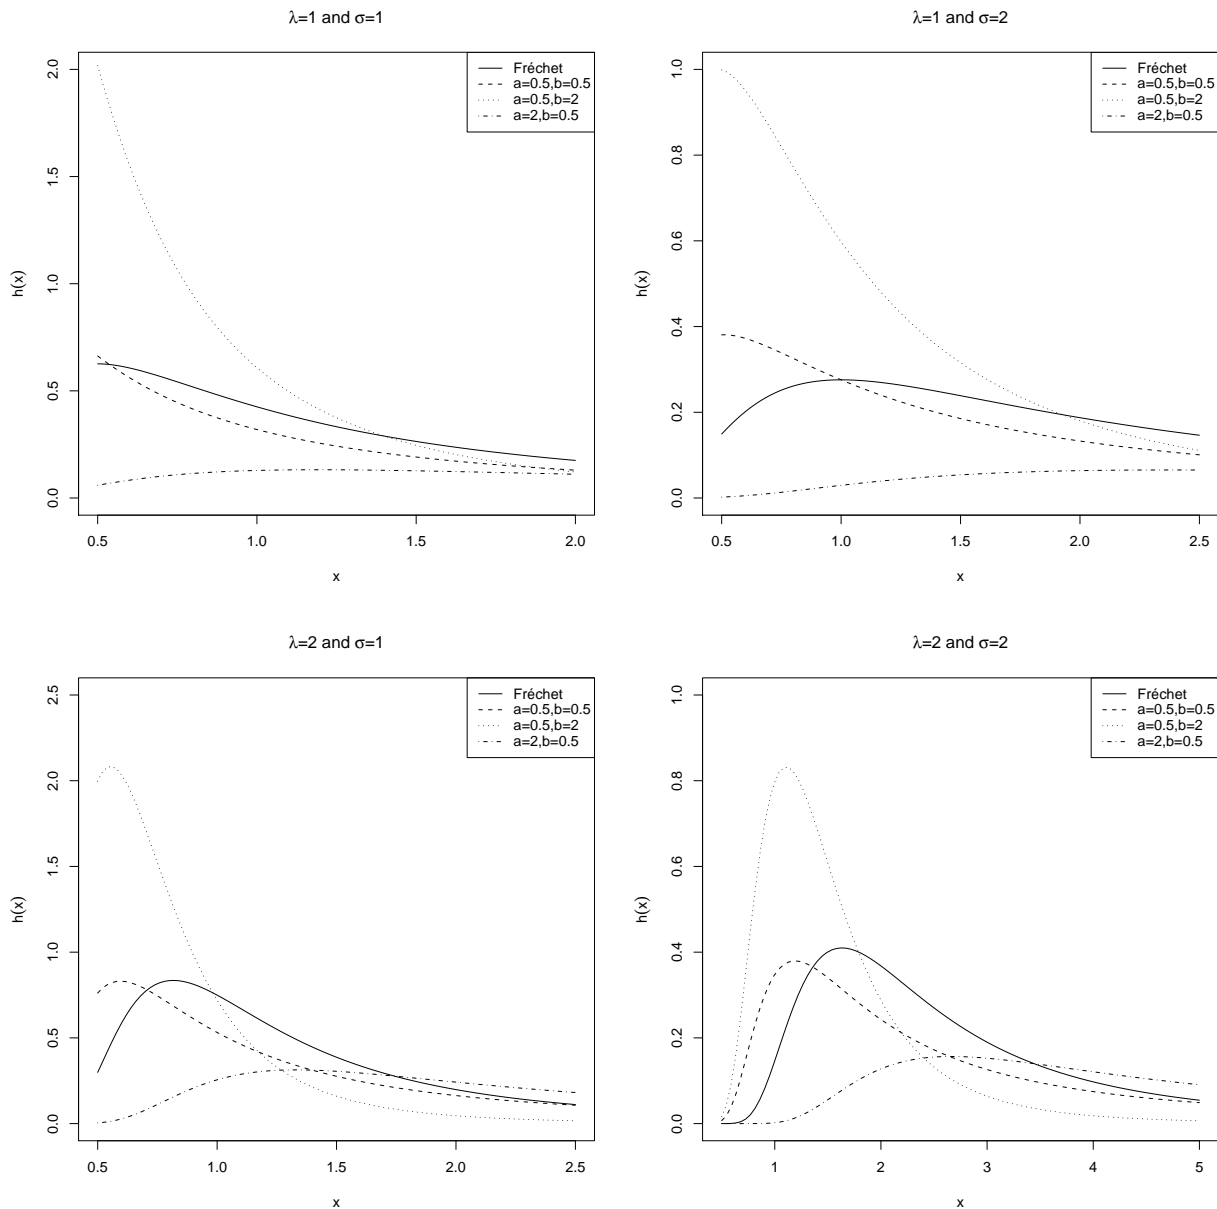 λ=1 and σ=1
Fréchet
a=0.5,b=0.5
a=0.5,b=2
a=2,b=0.5
h(x)
0.0
0.5
1.0
1.5
2.0
0.5
1.0
1.5
2.0
x
λ=1 and σ=2
Fréchet
a=0.5,b=0.5
a=0.5,b=2
a=2,b=0.5
h(x)
0.0
0.2
0.4
0.6
0.8
1.0
0.5
1.0
1.5
2.0
2.5
x
λ=2 and σ=1
Fréchet
a=0.5,b=0.5
a=0.5,b=2
a=2,b=0.5
h(x)
0.0
0.5
1.0
1.5
2.0
2.5
0.5
1.0
1.5
2.0
2.5
x
λ=2 and σ=2
Fréchet
a=0.5,b=0.5
a=0.5,b=2
a=2,b=0.5
h(x)
0.0
0.2
0.4
0.6
0.8
1.0
1
2
3
4
5
x